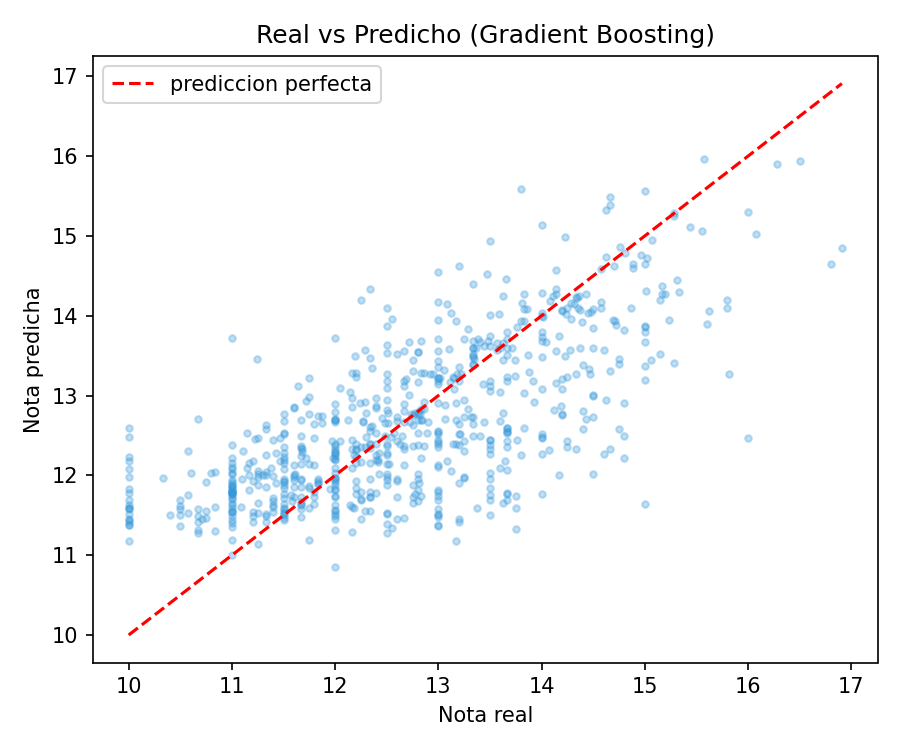 Real vs Predicho (Gradient Boosting)
prediccion perfecta
17
16
15
14
13
12
11
10
Nota predicha
10 11 12 13 14 15 16 17
Nota real